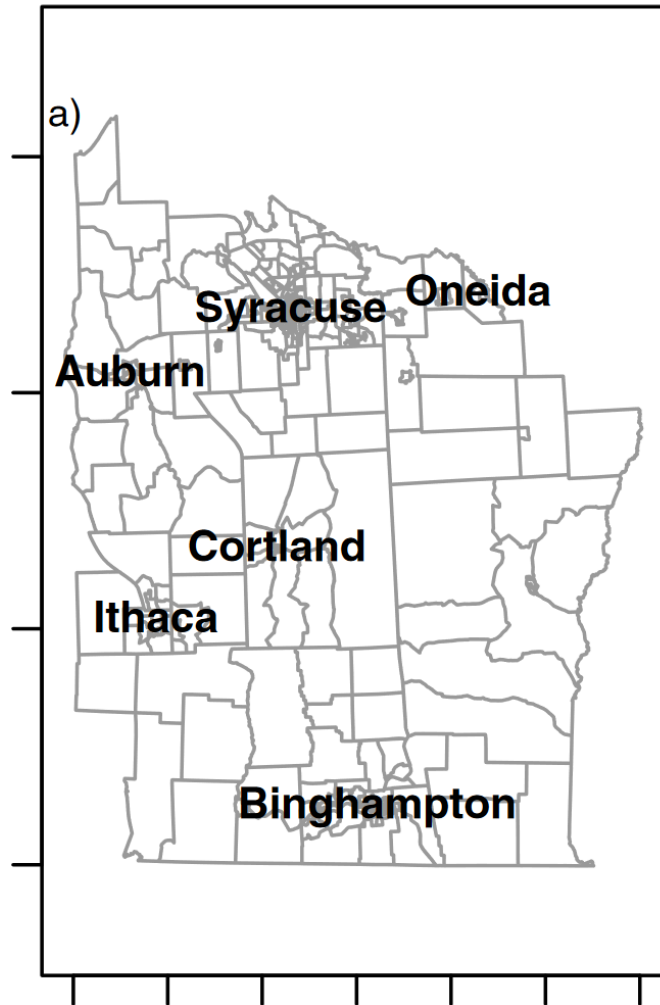 a)
Syracuse
Oneida
Auburn
Cortland
Ithaca
Binghampton